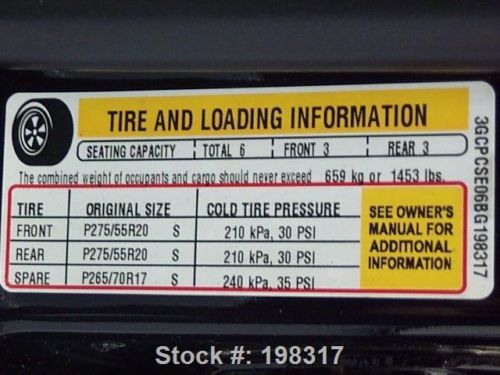 TIRE AND LOADING INFORMATION
SEATING CAPACITY TOTAL 6 FRONT 3 REAR 3
The combined weight of occupants and cargo should never exceed 659 kg or 1453 lbs.
TIRE ORIGINAL SIZE COLD TIRE PRESSURE
FRONT P275/55R20 S 210 kPa, 30 PSI
REAR P275/55R20 S 210 kPa, 30 PSI
SPARE P265/70R17 S 240 kPa, 35 PSI
SEE OWNER'S
MANUAL FOR
ADDITIONAL
INFORMATION
3GCPCSE06BG198317
Stock #: 198317